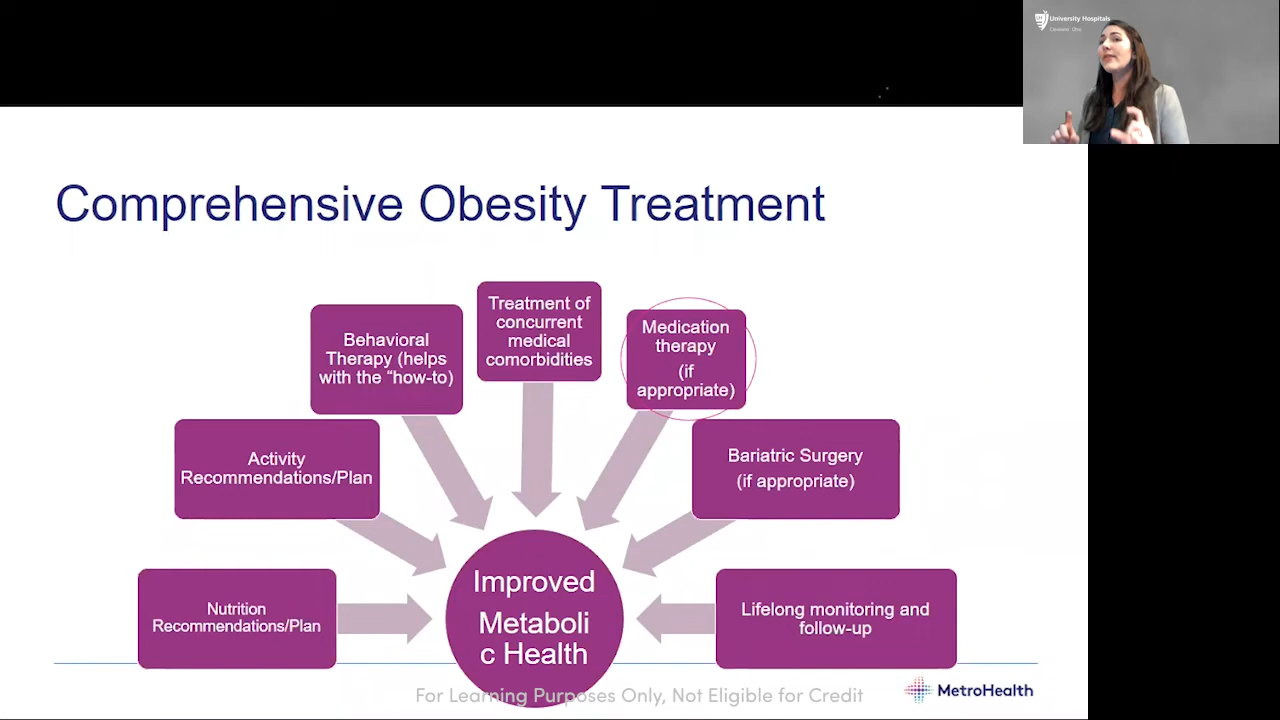 University Hospitals
Cleveland
Comprehensive Obesity Treatment
Treatment of
concurrent
medical
comorbidities
Behavioral
Therapy (helps
with the “how-to)
Medication
therapy
(if
appropriate)
Activity
Recommendations/Plan
Bariatric Surgery
(if appropriate)
Nutrition
Recommendations/Plan
Improved
Metaboli
c Health
Lifelong monitoring and
follow-up
For Learning Purposes Only, Not Eligible for Credit
MetroHealth